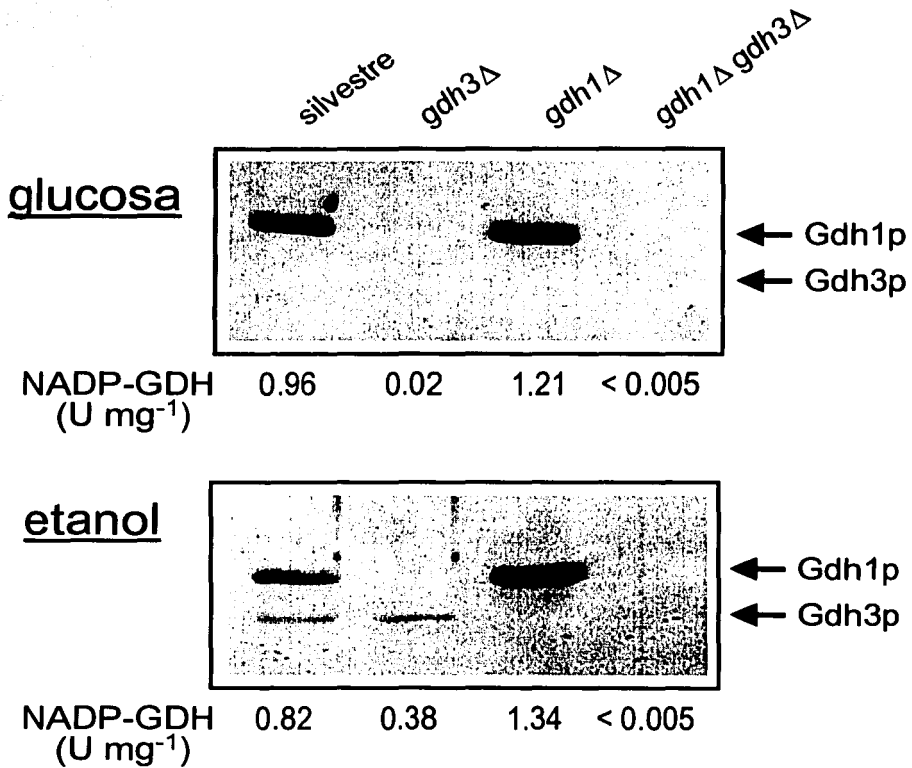 silvestre gdh3Δ gdh1Δ gdh1Δ gdh3Δ
glucosa
Gdh1p
Gdh3p
NADP-GDH 0.96 0.02 1.21 < 0.005
(U mg-1)
etanol
Gdh1p
Gdh3p
NADP-GDH 0.82 0.38 1.34 < 0.005
(U mg-1)